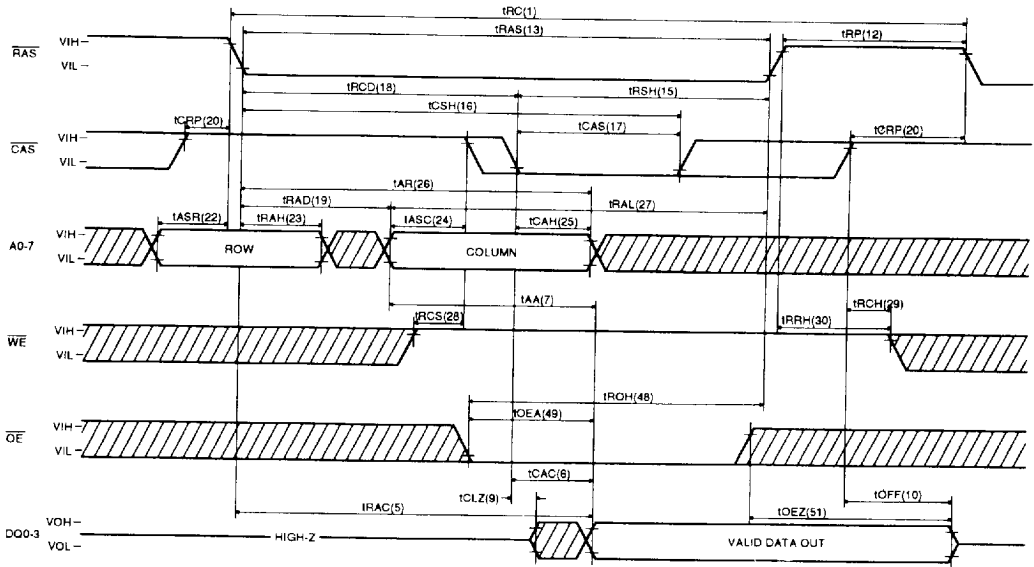 tRC(1)
tRAS(13)
tRP(12)
RAS
VIH
VIL
tRCD(18)
tRSH(15)
tCSH(16)
tCRP(20)
tCAS(17)
tCRP(20)
CAS
VIH
VIL
tAR(26)
tRAD(19)
tRAL(27)
tASR(22)
tRAH(23)
tASC(24)
tCAH(25)
A0-7
VIH
VIL
ROW
COLUMN
tAA(7)
tRCS(28)
tRCH(29)
tRRH(30)
WE
VIH
VIL
tROH(48)
tOEA(49)
OE
VIH
VIL
tCAC(6)
tCLZ(9)
tOFF(10)
tRAC(5)
tOEZ(51)
DQ0-3
VOH
VOL
HIGH-Z
VALID DATA OUT